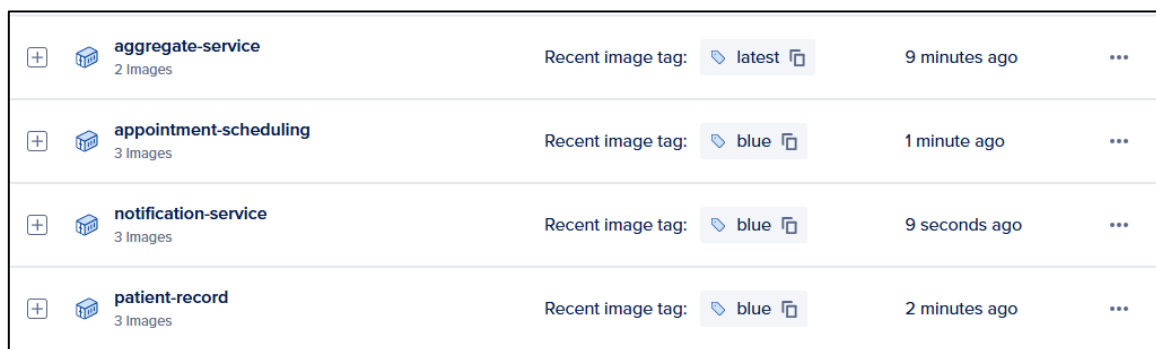 aggregate-service
2 Images
Recent image tag: latest 9 minutes ago
appointment-scheduling
3 Images
Recent image tag: blue 1 minute ago
notification-service
3 Images
Recent image tag: blue 9 seconds ago
patient-record
3 Images
Recent image tag: blue 2 minutes ago